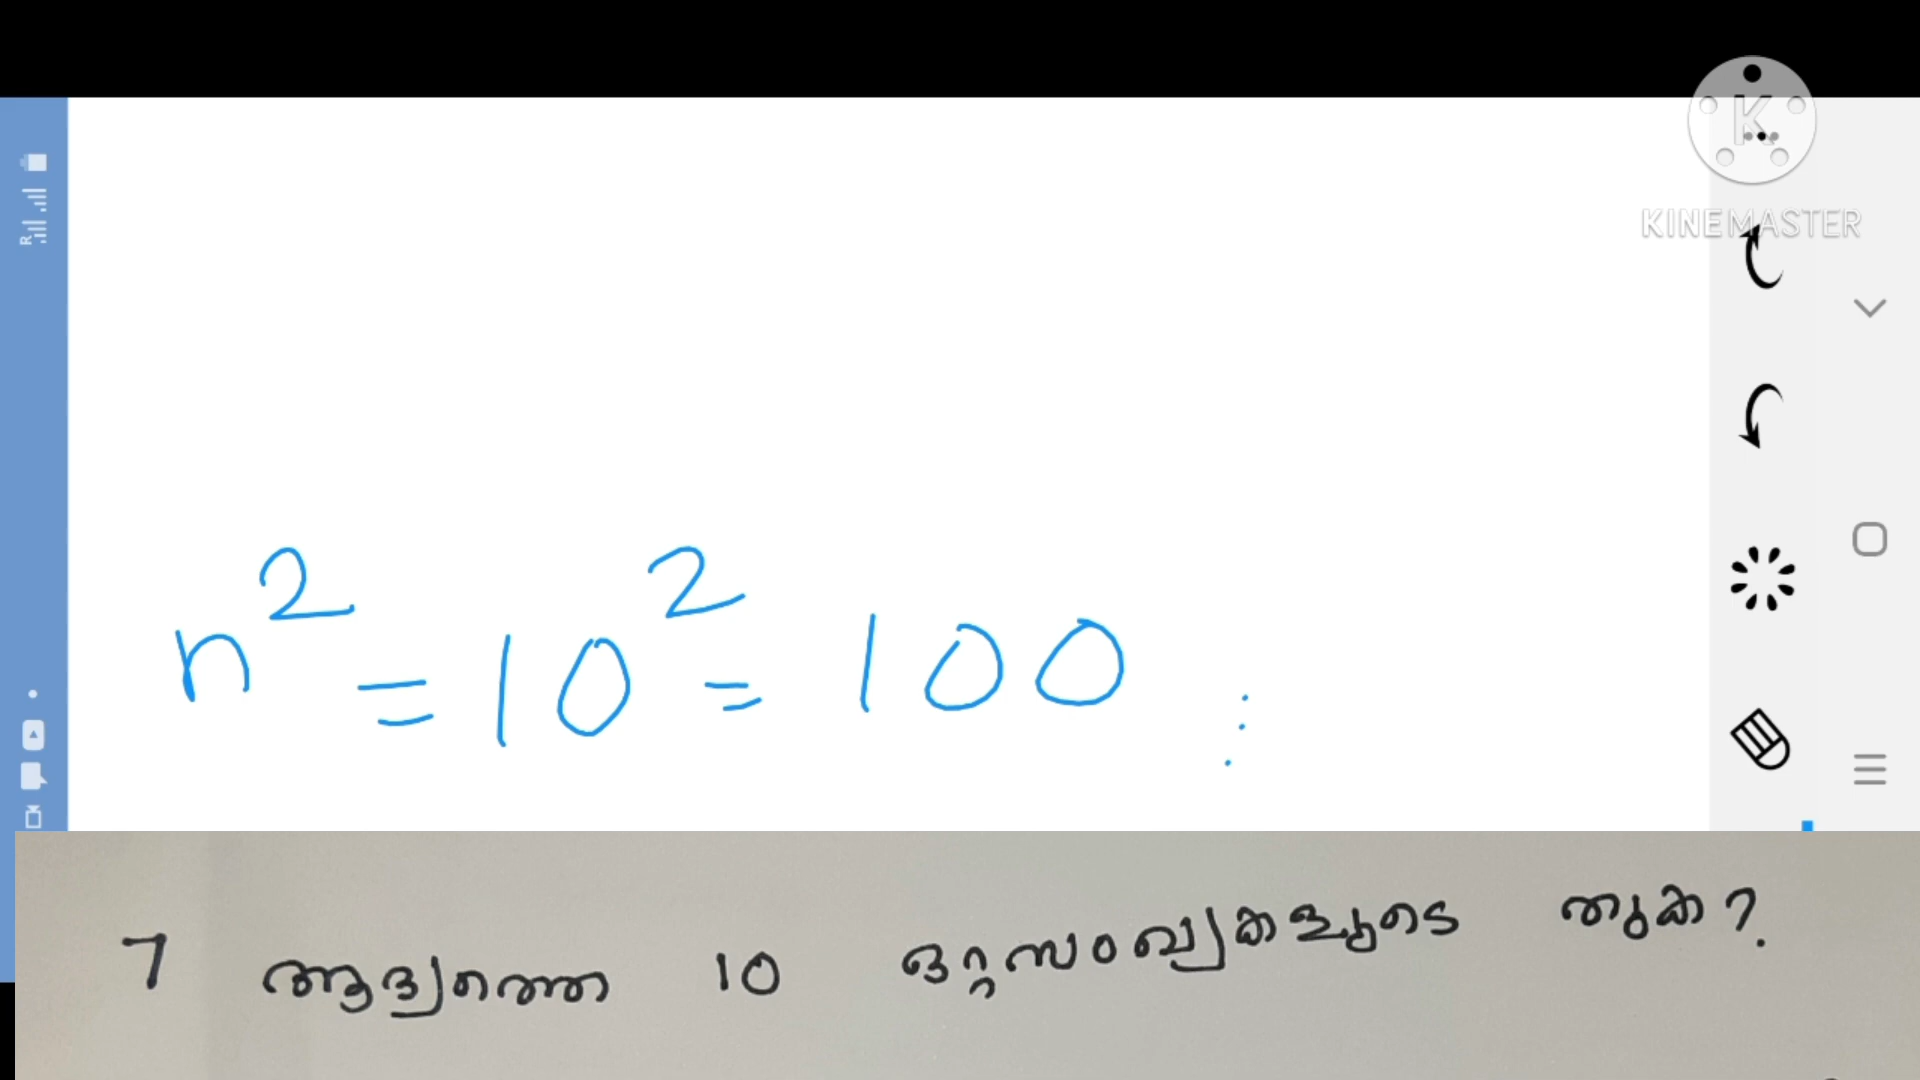 KINEMASTER
n² = 10² = 100
7 ആദ്യത്തെ 10 ഒറ്റസംഖ്യകളുടെ തുക?